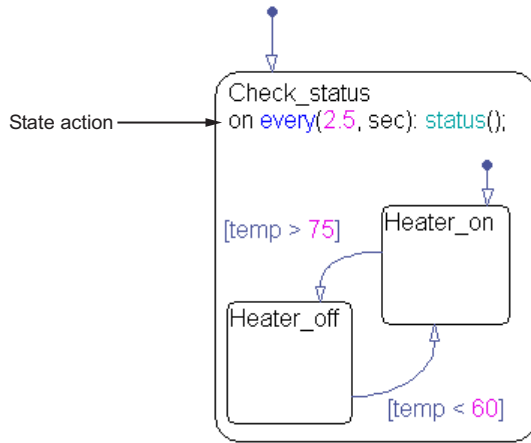 Check_status
State action
on every(2.5, sec): status();
Heater_on
[temp > 75]
Heater_off
[temp < 60]